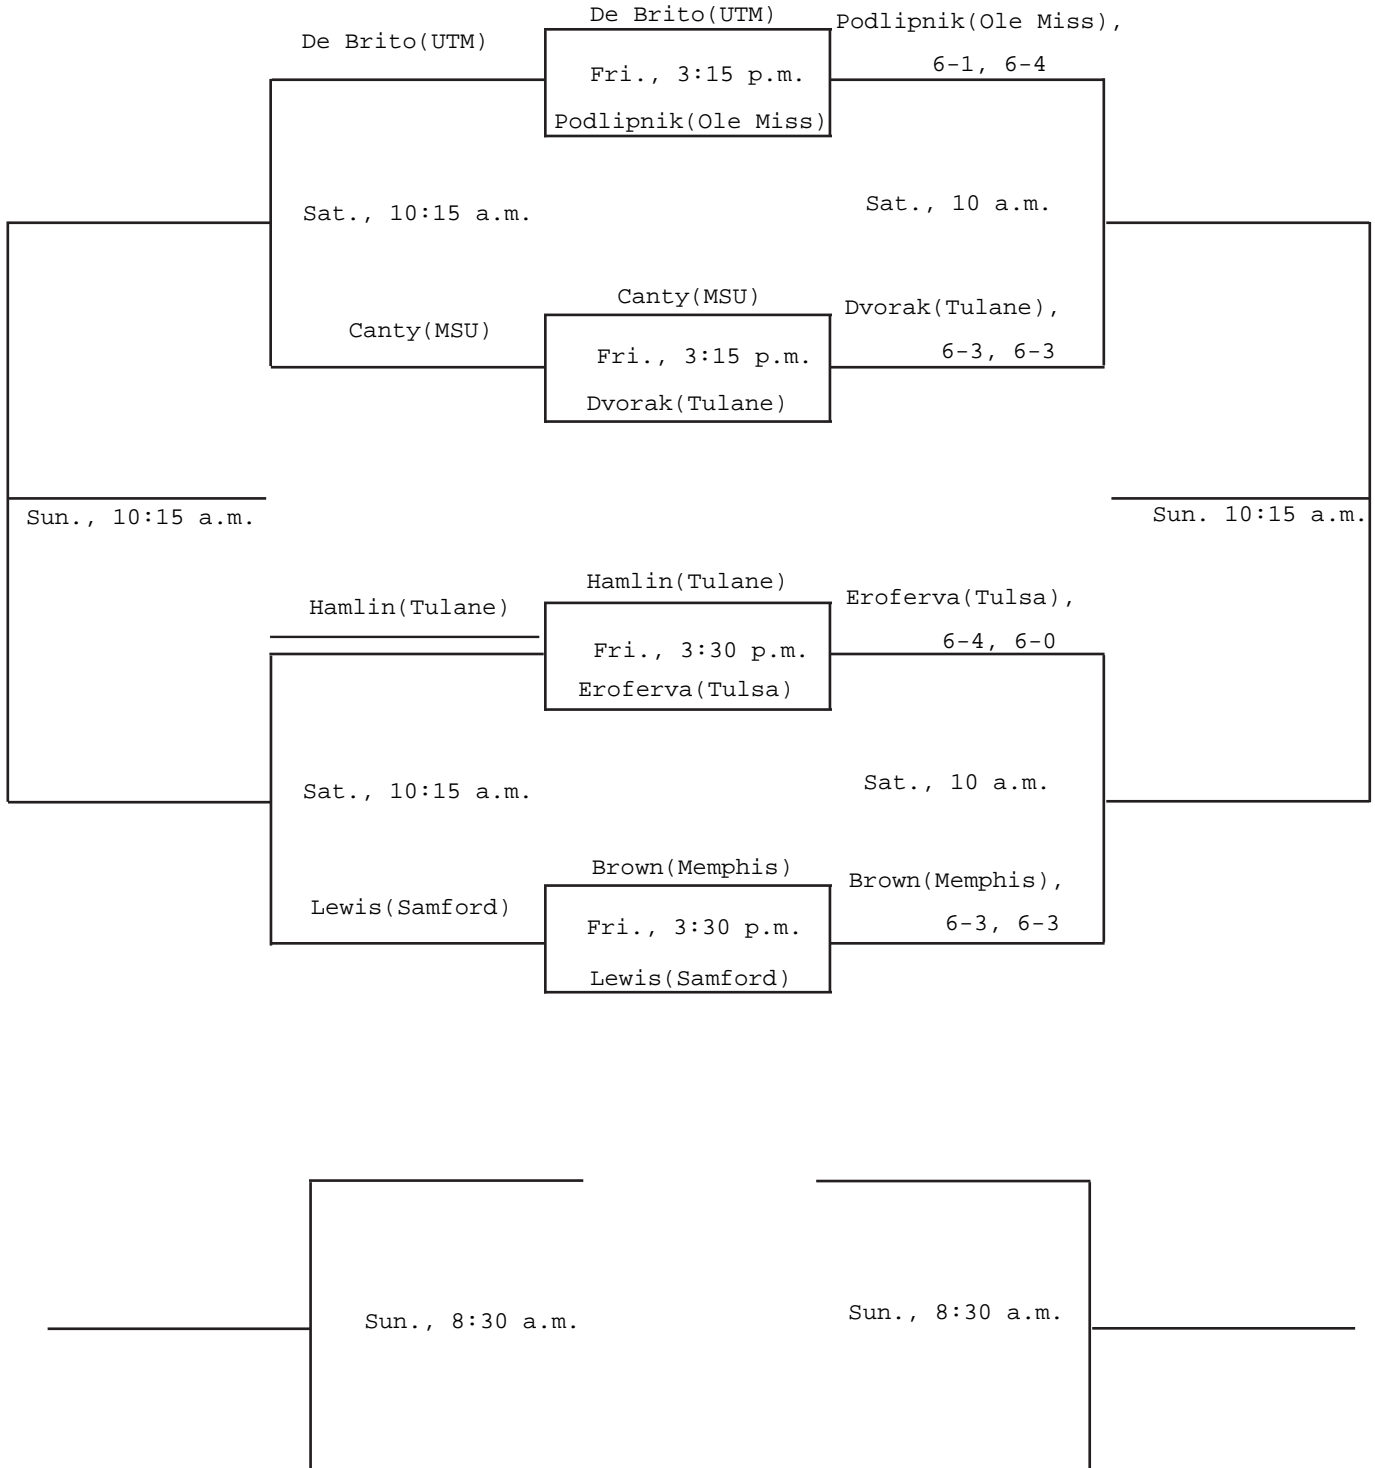 De Brito(UTM)
De Brito(UTM)
Podlipnik(Ole Miss),
6-1, 6-4
Fri., 3:15 p.m.
Podlipnik(Ole Miss)
Sat., 10:15 a.m.
Sat., 10 a.m.
Canty(MSU)
Canty(MSU)
Dvorak(Tulane),
6-3, 6-3
Fri., 3:15 p.m.
Dvorak(Tulane)
Sun., 10:15 a.m.
Sun. 10:15 a.m.
Hamlin(Tulane)
Hamlin(Tulane)
Eroferva(Tulsa),
6-4, 6-0
Fri., 3:30 p.m.
Eroferva(Tulsa)
Sat., 10:15 a.m.
Sat., 10 a.m.
Brown(Memphis)
Lewis(Samford)
Brown(Memphis),
6-3, 6-3
Fri., 3:30 p.m.
Lewis(Samford)
Sun., 8:30 a.m.
Sun., 8:30 a.m.